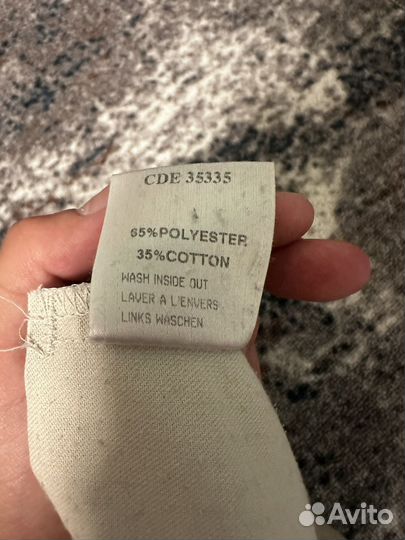 CDE 35335
65%POLYESTER
35%COTTON
WASH INSIDE OUT
LAVER A L'ENVERS
LINKS WASCHEN
Avito